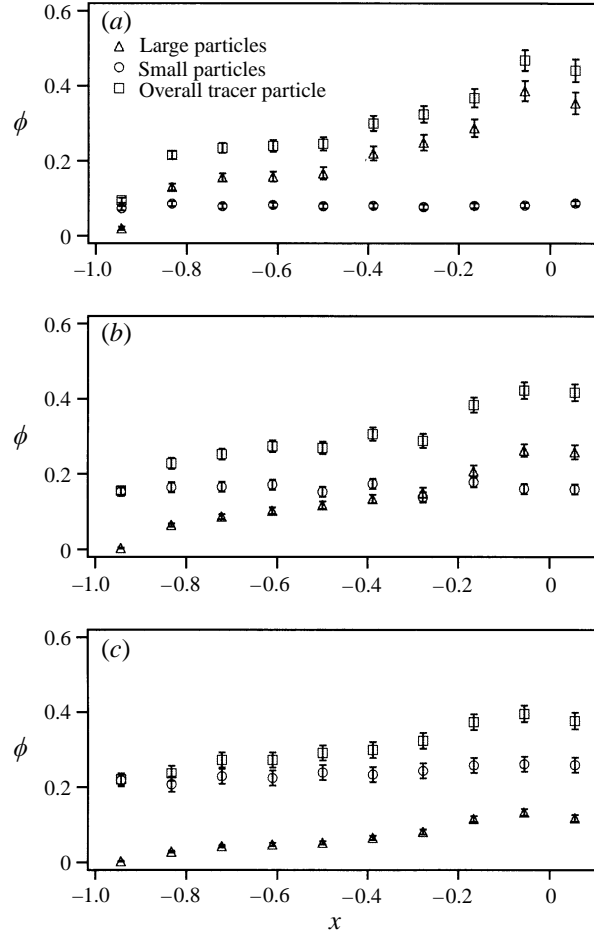 (a)
Large particles
Small particles
Overall tracer particle
0.6
0.4
ϕ
0.2
0
–1.0 –0.8 –0.6 –0.4 –0.2 0
(b)
0.6
0.4
ϕ
0.2
0
–1.0 –0.8 –0.6 –0.4 –0.2 0
(c)
0.6
0.4
ϕ
0.2
0
–1.0 –0.8 –0.6 –0.4 –0.2 0
x